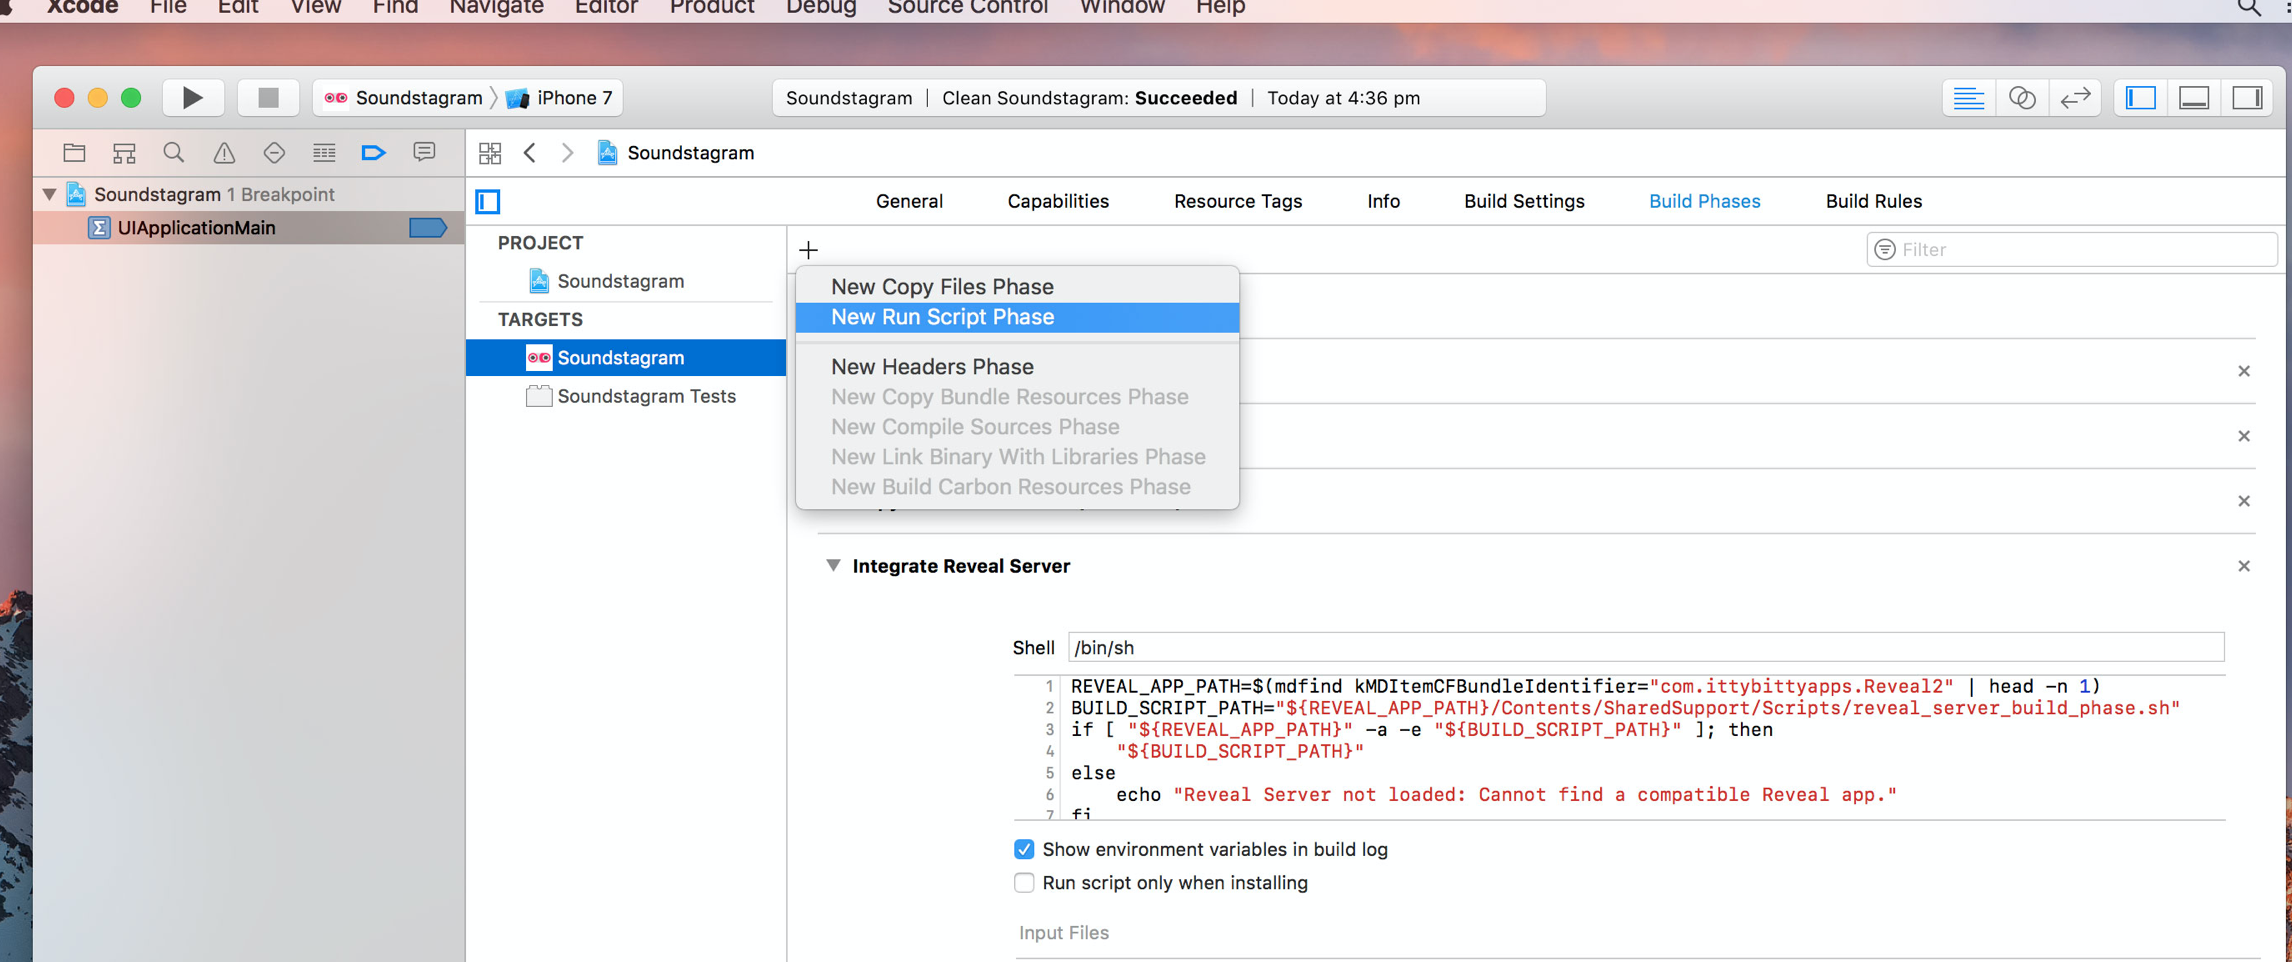 Xcode File Edit View Find Navigate Editor Product Debug Source Control Window Help
Soundstagram iPhone 7
Soundstagram | Clean Soundstagram: Succeeded | Today at 4:36 pm
Soundstagram
Soundstagram 1 Breakpoint
UIApplicationMain
General Capabilities Resource Tags Info Build Settings Build Phases Build Rules
PROJECT
Soundstagram
TARGETS
Soundstagram
Soundstagram Tests
Filter
New Copy Files Phase
New Run Script Phase
New Headers Phase
New Copy Bundle Resources Phase
New Compile Sources Phase
New Link Binary With Libraries Phase
New Build Carbon Resources Phase
Integrate Reveal Server
Shell /bin/sh
1 REVEAL_APP_PATH=$(mdfind kMDItemCFBundleIdentifier="com.ittybittyapps.Reveal2" | head -n 1)
2 BUILD_SCRIPT_PATH="${REVEAL_APP_PATH}/Contents/SharedSupport/Scripts/reveal_server_build_phase.sh"
3 if [ "${REVEAL_APP_PATH}" -a -e "${BUILD_SCRIPT_PATH}" ]; then
4 "${BUILD_SCRIPT_PATH}"
5 else
6 echo "Reveal Server not loaded: Cannot find a compatible Reveal app."
7 fi
Show environment variables in build log
Run script only when installing
Input Files